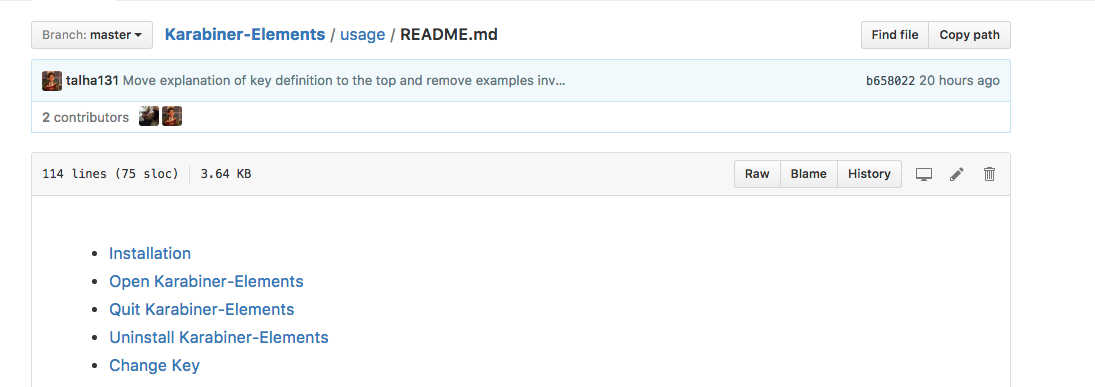 Branch: master
Karabiner-Elements / usage / README.md
Find file
Copy path
talha131 Move explanation of key definition to the top and remove examples inv…
b658022 20 hours ago
2 contributors
114 lines (75 sloc)
3.64 KB
Raw
Blame
History
Installation
Open Karabiner-Elements
Quit Karabiner-Elements
Uninstall Karabiner-Elements
Change Key